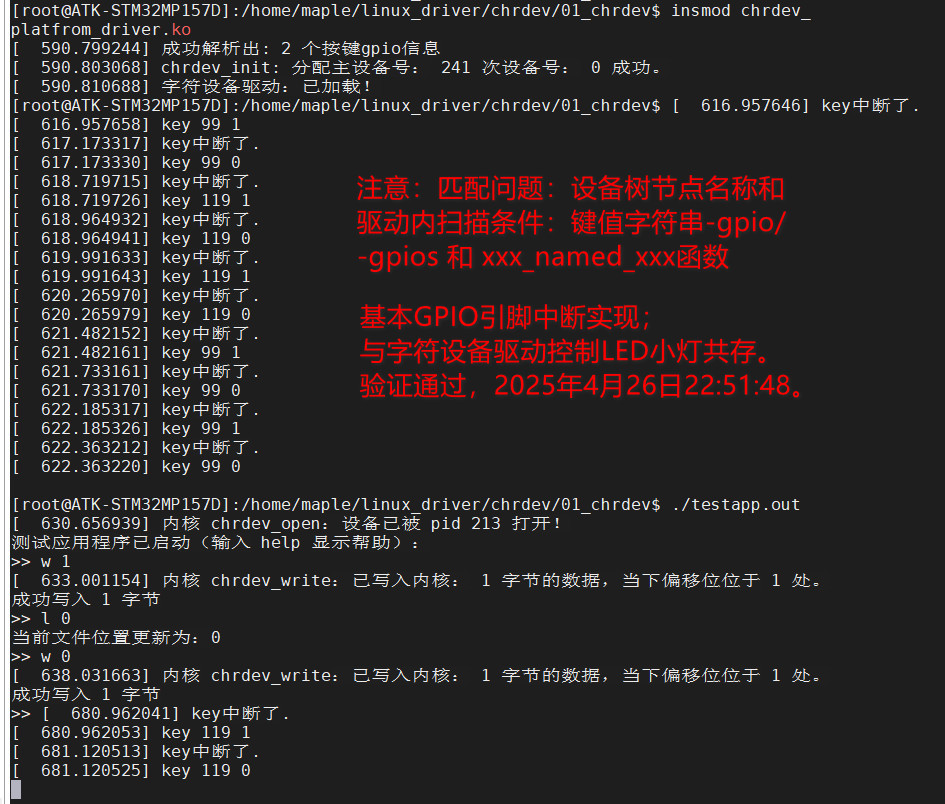 [root@ATK-STM32MP157D]:/home/maple/linux_driver/chrdev/01_chrdev$ insmod chrdev_
platfrom_driver.ko
[  590.799244] 成功解析出: 2 个按键gpio信息
[  590.803068] chrdev_init: 分配主设备号： 241 次设备号： 0 成功。
[  590.810688] 字符设备驱动：已加载！
[root@ATK-STM32MP157D]:/home/maple/linux_driver/chrdev/01_chrdev$ [  616.957646] key中断了.
[  616.957658] key 99 1
[  617.173317] key中断了.
[  617.173330] key 99 0
[  618.719715] key中断了.
[  618.719726] key 119 1
[  618.964932] key中断了.
[  618.964941] key 119 0
[  619.991633] key中断了.
[  619.991643] key 119 1
[  620.265970] key中断了.
[  620.265979] key 119 0
[  621.482152] key中断了.
[  621.482161] key 99 1
[  621.733161] key中断了.
[  621.733170] key 99 0
[  622.185317] key中断了.
[  622.185326] key 99 1
[  622.363212] key中断了.
[  622.363220] key 99 0
注意：匹配问题：设备树节点名称和
驱动内扫描条件：键值字符串-gpio/
-gpios 和 xxx_named_xxx函数
基本GPIO引脚中断实现；
与字符设备驱动控制LED小灯共存。
验证通过，2025年4月26日22:51:48。
[root@ATK-STM32MP157D]:/home/maple/linux_driver/chrdev/01_chrdev$ ./testapp.out
[  630.656939] 内核 chrdev_open：设备已被 pid 213 打开！
测试应用程序已启动（输入 help 显示帮助）：
>> w 1
[  633.001154] 内核 chrdev_write：已写入内核： 1 字节的数据，当下偏移位位于 1 处。
成功写入 1 字节
>> l 0
当前文件位置更新为：0
>> w 0
[  638.031663] 内核 chrdev_write：已写入内核： 1 字节的数据，当下偏移位位于 1 处。
成功写入 1 字节
>> [  680.962041] key中断了.
[  680.962053] key 119 1
[  681.120513] key中断了.
[  681.120525] key 119 0